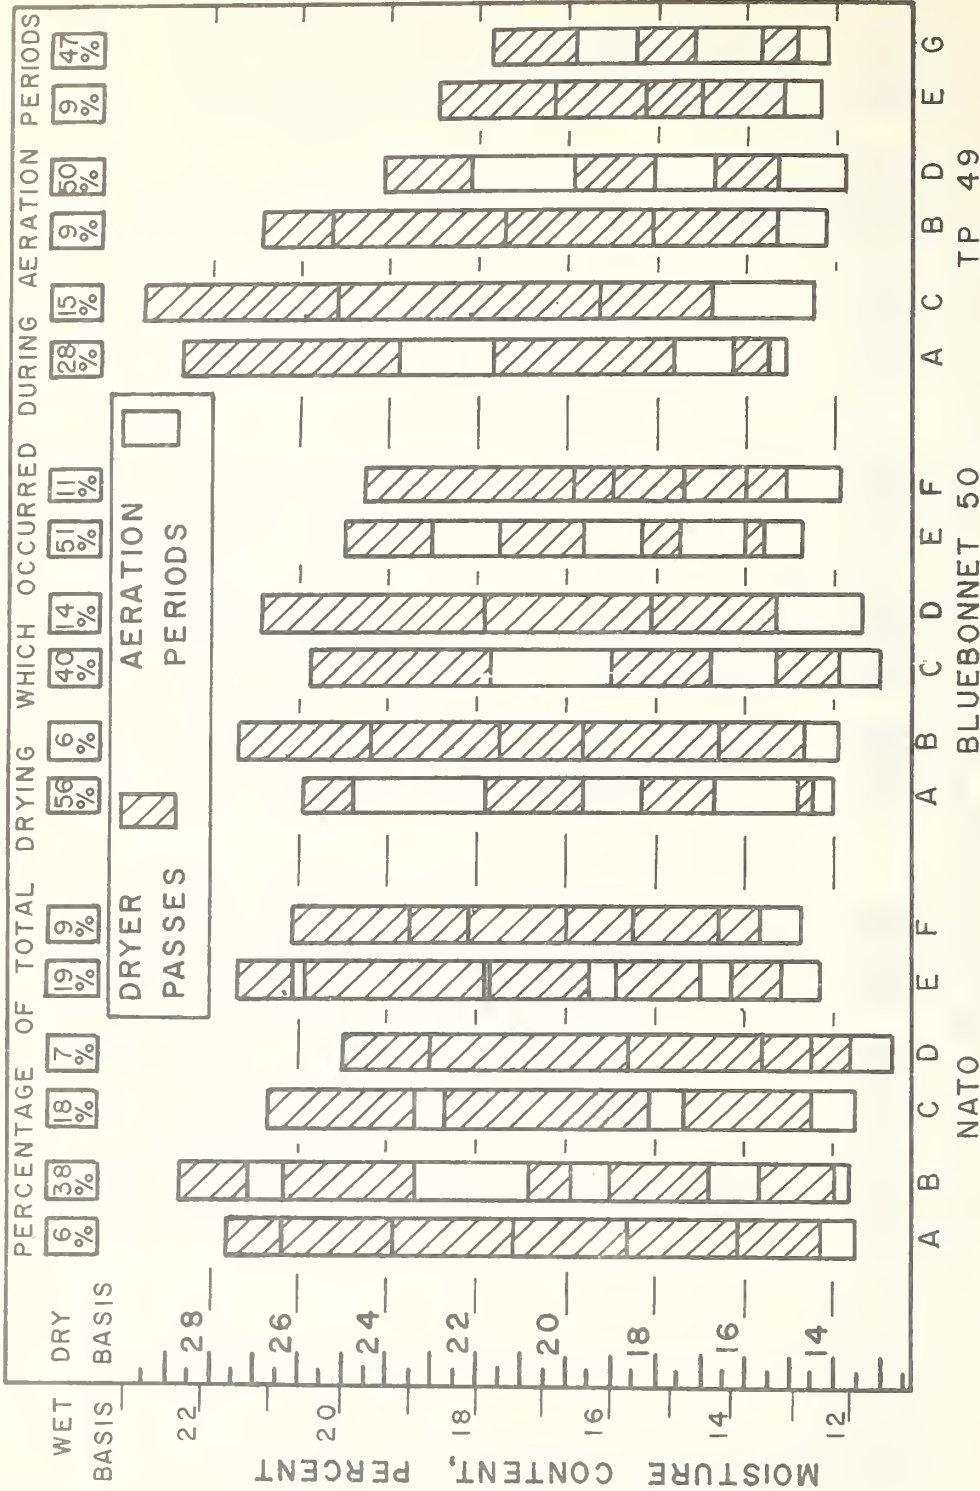 PERCENTAGE OF TOTAL DRYING WHICH OCCURRED DURING AERATION PERIODS
WET BASIS
DRY BASIS
6 %
38 %
18 %
7 %
19 %
9 %
56 %
6 %
40 %
14 %
51 %
11 %
28 %
15 %
9 %
50 %
9 %
47 %
DRYER PASSES
AERATION PERIODS
MOISTURE CONTENT, PERCENT
22
20
18
16
14
12
28
26
24
22
20
18
16
14
A B C D E F
A B C D E F
A C B D E G
NATO
BLUEBONNET 50
TP 49